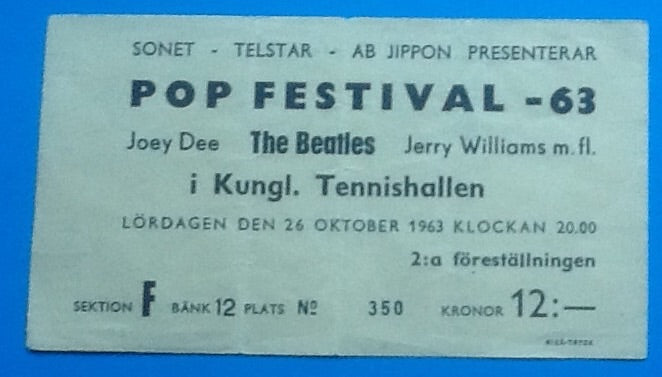 SONET - TELSTAR - AB JIPPON PRESENTERAR
POP FESTIVAL -63
Joey Dee The Beatles Jerry Williams m. fl.
i Kungl. Tennishallen
LÖRDAGEN DEN 26 OKTOBER 1963 KLOCKAN 20.00
2:a föreställningen
SEKTION F BÄNK 12 PLATS Nº 350 KRONOR 12:—